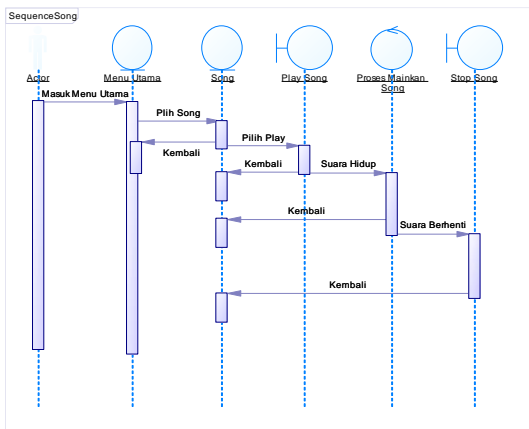 SequenceSong
Actor
Menu Utama
Song
Play Song
Proses Mainkan
Song
Stop Song
Masuk Menu Utama
Plih Song
Pilih Play
Kembali
Kembali
Suara Hidup
Kembali
Suara Berhenti
Kembali